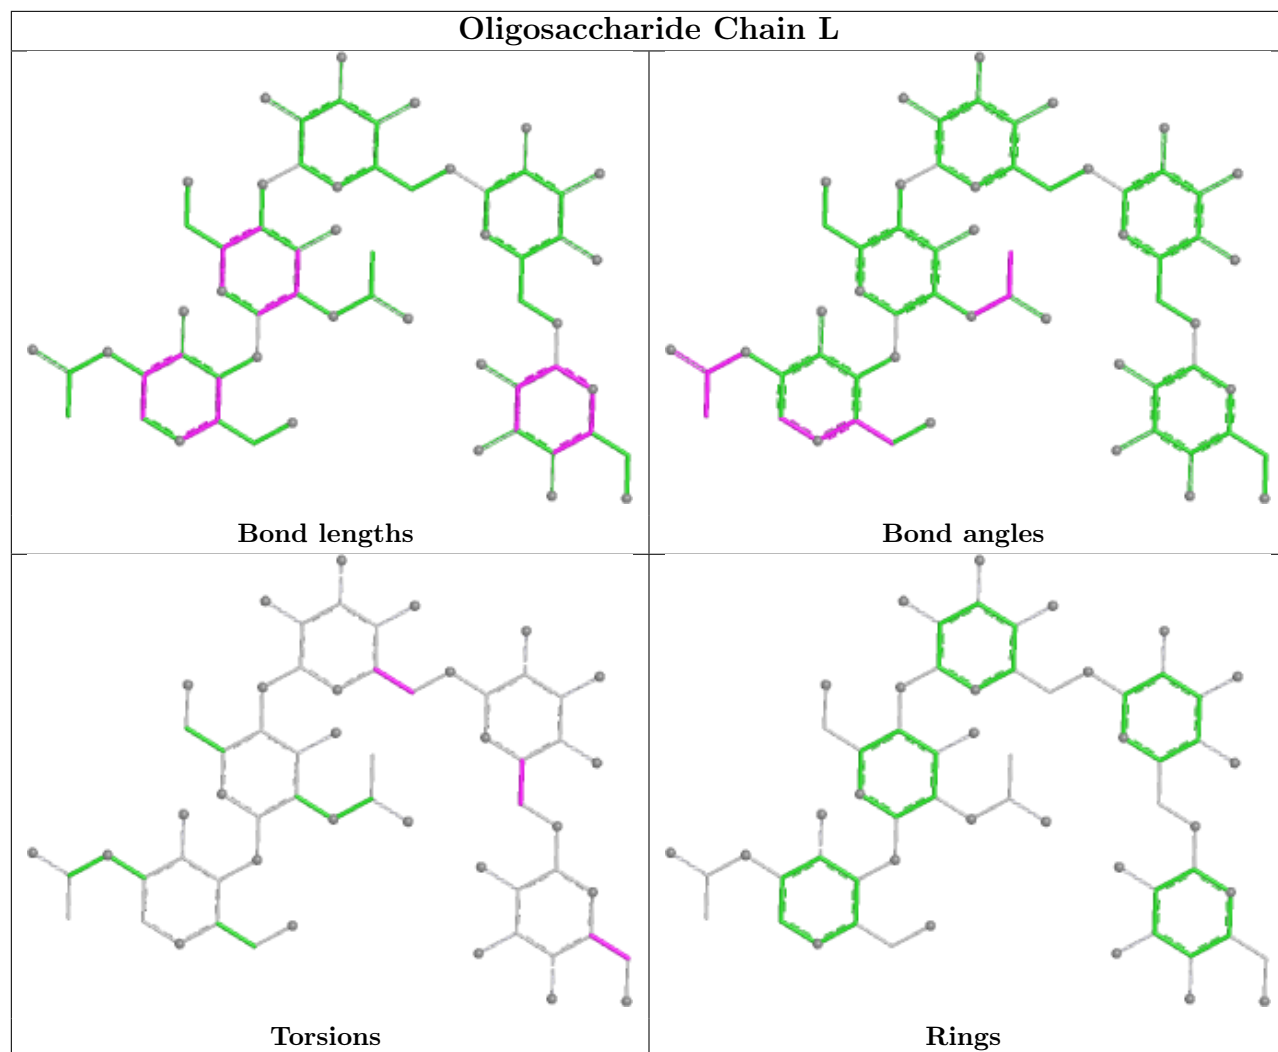 Oligosaccharide Chain L
Bond lengths
Bond angles
Torsions
Rings